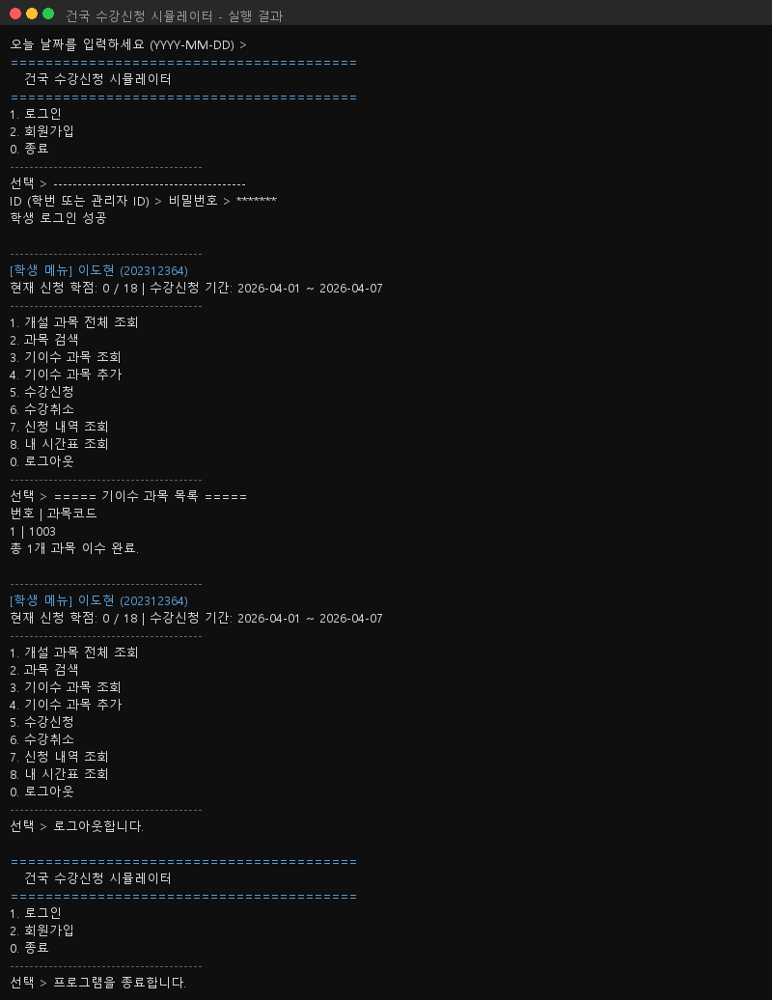 건국 수강신청 시뮬레이터 - 실행 결과
오늘 날짜를 입력하세요 (YYYY-MM-DD) >
========================================
건국 수강신청 시뮬레이터
========================================
1. 로그인
2. 회원가입
0. 종료
----------------------------------------
선택 > ----------------------------------------
ID (학번 또는 관리자 ID) > 비밀번호 > *******
학생 로그인 성공
----------------------------------------
[학생 메뉴] 이도현 (202312364)
현재 신청 학점: 0 / 18 | 수강신청 기간: 2026-04-01 ~ 2026-04-07
----------------------------------------
1. 개설 과목 전체 조회
2. 과목 검색
3. 기이수 과목 조회
4. 기이수 과목 추가
5. 수강신청
6. 수강취소
7. 신청 내역 조회
8. 내 시간표 조회
0. 로그아웃
----------------------------------------
선택 > ===== 기이수 과목 목록 =====
번호 | 과목코드
1 | 1003
총 1개 과목 이수 완료.
----------------------------------------
[학생 메뉴] 이도현 (202312364)
현재 신청 학점: 0 / 18 | 수강신청 기간: 2026-04-01 ~ 2026-04-07
----------------------------------------
1. 개설 과목 전체 조회
2. 과목 검색
3. 기이수 과목 조회
4. 기이수 과목 추가
5. 수강신청
6. 수강취소
7. 신청 내역 조회
8. 내 시간표 조회
0. 로그아웃
----------------------------------------
선택 > 로그아웃합니다.
========================================
건국 수강신청 시뮬레이터
========================================
1. 로그인
2. 회원가입
0. 종료
----------------------------------------
선택 > 프로그램을 종료합니다.